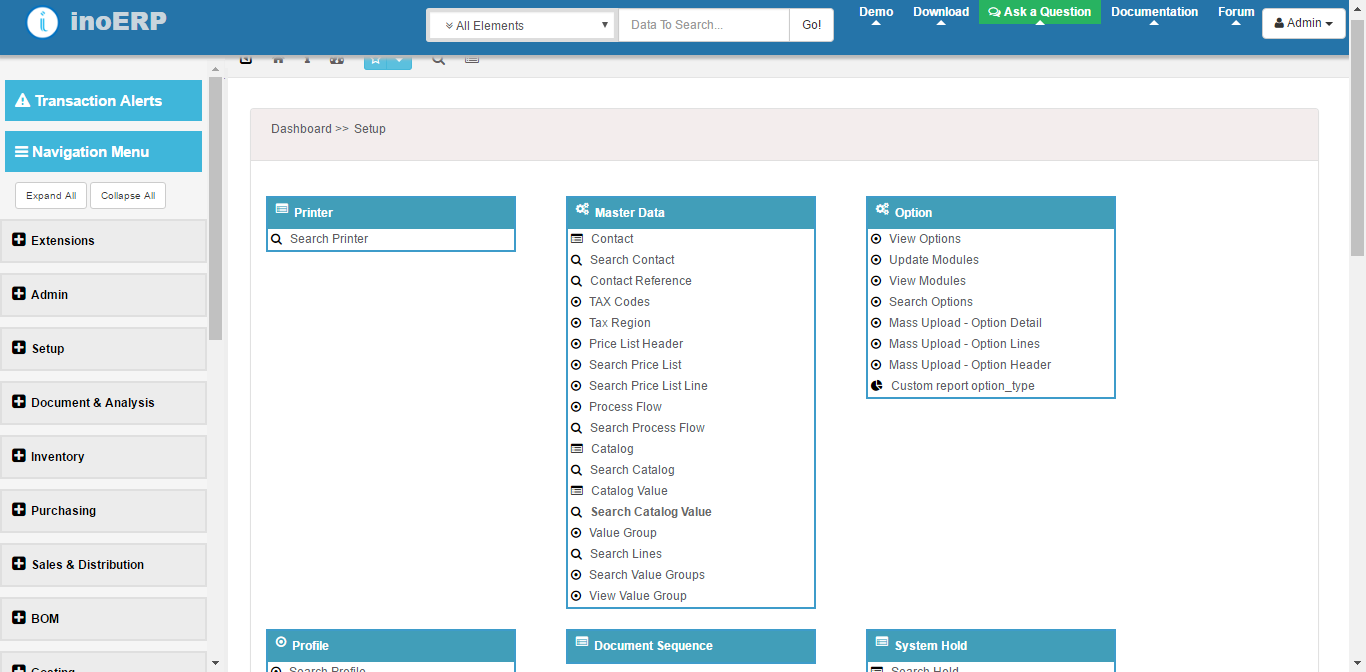 inoERP
All Elements
Data To Search...
Go!
Demo
Download
Ask a Question
Documentation
Forum
Admin
Transaction Alerts
Navigation Menu
Expand All
Collapse All
Extensions
Admin
Setup
Document & Analysis
Inventory
Purchasing
Sales & Distribution
BOM
Costing
Dashboard >> Setup
Printer
Search Printer
Master Data
Contact
Search Contact
Contact Reference
TAX Codes
Tax Region
Price List Header
Search Price List
Search Price List Line
Process Flow
Search Process Flow
Catalog
Search Catalog
Catalog Value
Search Catalog Value
Value Group
Search Lines
Search Value Groups
View Value Group
Option
View Options
Update Modules
View Modules
Search Options
Mass Upload - Option Detail
Mass Upload - Option Lines
Mass Upload - Option Header
Custom report option_type
Profile
Search Profile
Document Sequence
System Hold
Search Hold